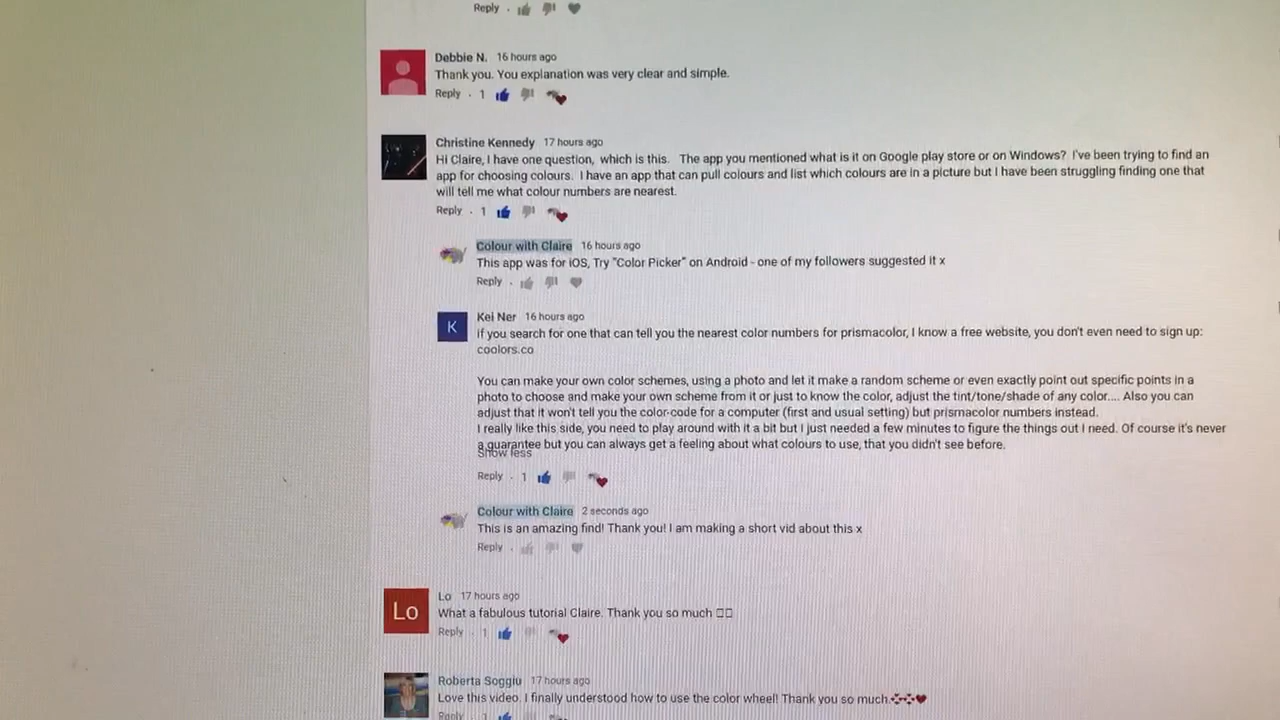 Reply
Debbie N. 16 hours ago
Thank you. You explanation was very clear and simple.
Reply · 1
Christine Kennedy 17 hours ago
Hi Claire, I have one question, which is this. The app you mentioned what is it on Google play store or on Windows? I've been trying to find an
app for choosing colours. I have an app that can pull colours and list which colours are in a picture but I have been struggling finding one that
will tell me what colour numbers are nearest.
Reply · 1
Colour with Claire 16 hours ago
This app was for iOS, Try "Color Picker" on Android - one of my followers suggested it x
Reply ·
K
Kei Ner 16 hours ago
if you search for one that can tell you the nearest color numbers for prismacolor, I know a free website, you don't even need to sign up:
coolors.co
You can make your own color schemes, using a photo and let it make a random scheme or even exactly point out specific points in a
photo to choose and make your own scheme from it or just to know the color, adjust the tint/tone/shade of any color.... Also you can
adjust that it won't tell you the color-code for a computer (first and usual setting) but prismacolor numbers instead.
I really like this side, you need to play around with it a bit but I just needed a few minutes to figure the things out I need. Of course it's never
a guarantee but you can always get a feeling about what colours to use, that you didn't see before.
Show less
Reply · 1
Colour with Claire 2 seconds ago
This is an amazing find! Thank you! I am making a short vid about this x
Reply ·
Lo
Lo 17 hours ago
What a fabulous tutorial Claire. Thank you so much
Reply · 1
Roberta Soggiu 17 hours ago
Love this video. I finally understood how to use the color wheel! Thank you so much
Reply 1